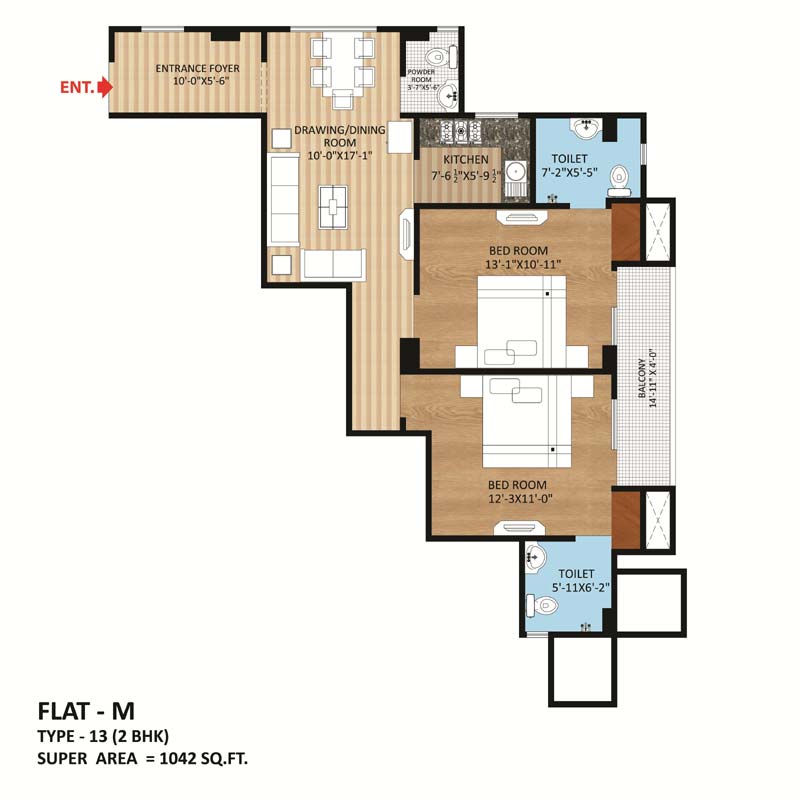 ENT.
ENTRANCE FOYER
10'-0"X5'-6"
POWDER
ROOM
3'-7"X5'-6"
DRAWING/DINING
ROOM
10'-0"X17'-1"
KITCHEN
7'-6 1/2"X5'-9 1/2"
TOILET
7'-2"X5'-5"
BED ROOM
13'-1"X10'-11"
BALCONY
14'-11" X 4'-0"
BED ROOM
12'-3X11'-0"
TOILET
5'-11X6'-2"
FLAT - M
TYPE - 13 (2 BHK)
SUPER AREA = 1042 SQ.FT.